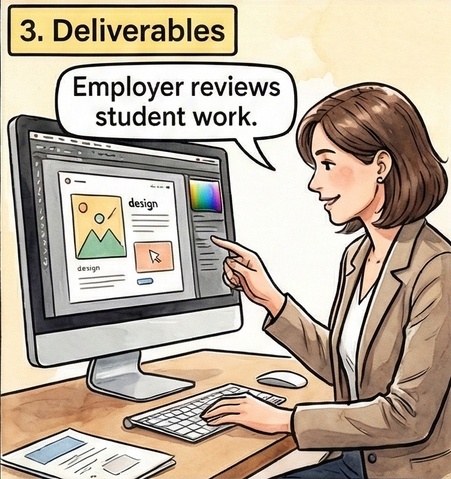 3. Deliverables
Employer reviews
student work.
design
design